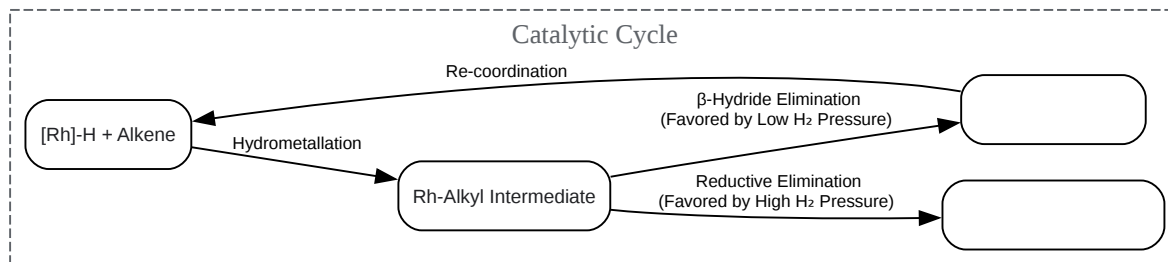 Catalytic Cycle
Re-coordination
[Rh]-H + Alkene
Hydrometallation
β-Hydride Elimination
(Favored by Low H₂ Pressure)
Rh-Alkyl Intermediate
Reductive Elimination
(Favored by High H₂ Pressure)